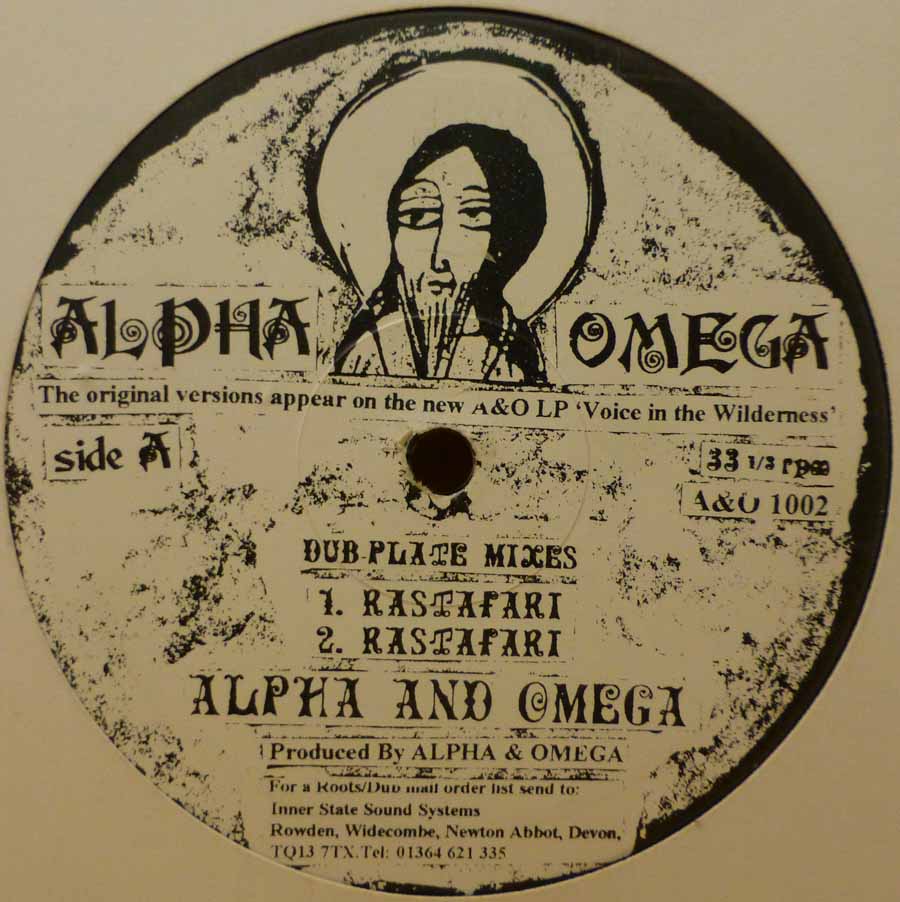 ALPHA OMEGA
The original versions appear on the new A&O LP 'Voice in the Wilderness'
side A
33 1/3 rpm
A&O 1002
DUB-PLATE MIXES
1. RASTAFARI
2. RASTAFARI
ALPHA AND OMEGA
Produced By ALPHA & OMEGA
For a Roots/Dub mail order list send to:
Inner State Sound Systems
Rowden, Widecombe, Newton Abbot, Devon,
TQ13 7TX.Tel: 01364 621 335